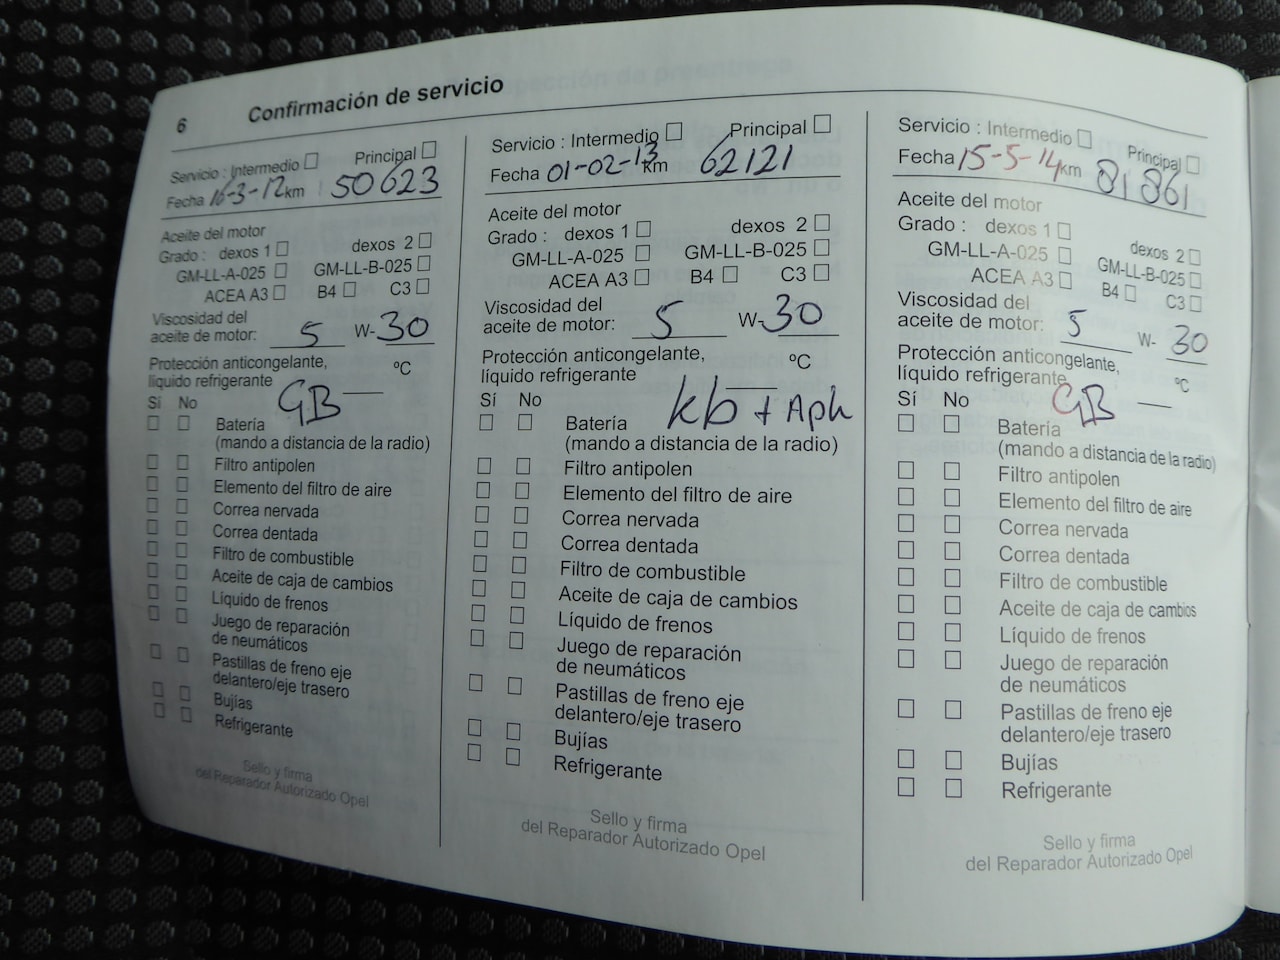 6 Confirmación de servicio
Servicio : Intermedio Principal
Fecha 16-3-12 km 50623
Aceite del motor
Grado : dexos 1 dexos 2
GM-LL-A-025 GM-LL-B-025
ACEA A3 B4 C3
Viscosidad del
aceite de motor: 5 W- 30
Protección anticongelante,
líquido refrigerante ºC
Sí No GB
Batería
(mando a distancia de la radio)
Filtro antipolen
Elemento del filtro de aire
Correa nervada
Correa dentada
Filtro de combustible
Aceite de caja de cambios
Líquido de frenos
Juego de reparación
de neumáticos
Pastillas de freno eje
delantero/eje trasero
Bujías
Refrigerante
Sello y firma
del Reparador Autorizado Opel
Servicio : Intermedio Principal
Fecha 01-02-13 km 62121
Aceite del motor
Grado : dexos 1 dexos 2
GM-LL-A-025 GM-LL-B-025
ACEA A3 B4 C3
Viscosidad del
aceite de motor: 5 W- 30
Protección anticongelante,
líquido refrigerante ºC
Sí No kb + Aph
Batería
(mando a distancia de la radio)
Filtro antipolen
Elemento del filtro de aire
Correa nervada
Correa dentada
Filtro de combustible
Aceite de caja de cambios
Líquido de frenos
Juego de reparación
de neumáticos
Pastillas de freno eje
delantero/eje trasero
Bujías
Refrigerante
Sello y firma
del Reparador Autorizado Opel
Servicio : Intermedio Principal
Fecha 15-5-14 km 81861
Aceite del motor
Grado : dexos 1 dexos 2
GM-LL-A-025 GM-LL-B-025
ACEA A3 B4 C3
Viscosidad del
aceite de motor: 5 W- 30
Protección anticongelante,
líquido refrigerante ºC
Sí No GB
Batería
(mando a distancia de la radio)
Filtro antipolen
Elemento del filtro de aire
Correa nervada
Correa dentada
Filtro de combustible
Aceite de caja de cambios
Líquido de frenos
Juego de reparación
de neumáticos
Pastillas de freno eje
delantero/eje trasero
Bujías
Refrigerante
Sello y firma
del Reparador Autorizado Opel